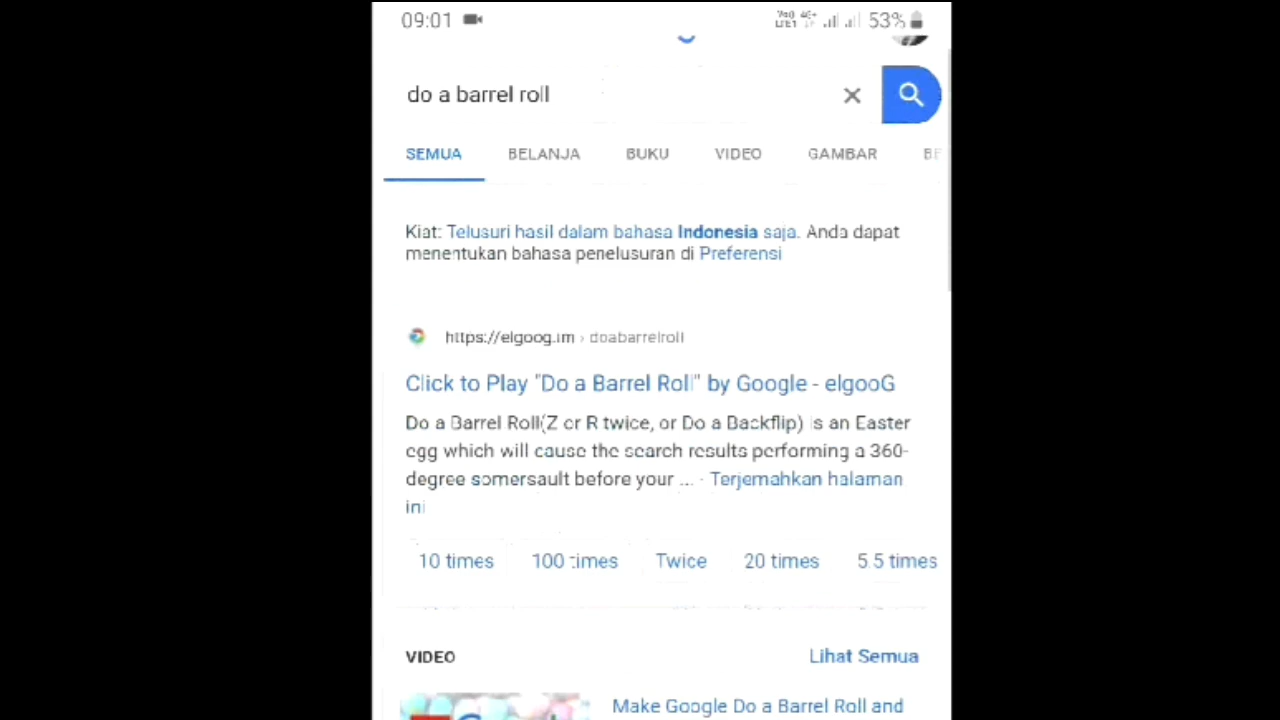 09:01 53%
do a barrel roll
SEMUA BELANJA BUKU VIDEO GAMBAR BE
Kiat: Telusuri hasil dalam bahasa Indonesia saja. Anda dapat
menentukan bahasa penelusuran di Preferensi
https://elgoog.im › doabarrelroll
Click to Play "Do a Barrel Roll" by Google - elgooG
Do a Barrel Roll(Z or R twice, or Do a Backflip) is an Easter
egg which will cause the search results performing a 360-
degree somersault before your ... · Terjemahkan halaman
ini
10 times 100 times Twice 20 times 5.5 times
VIDEO Lihat Semua
Make Google Do a Barrel Roll and